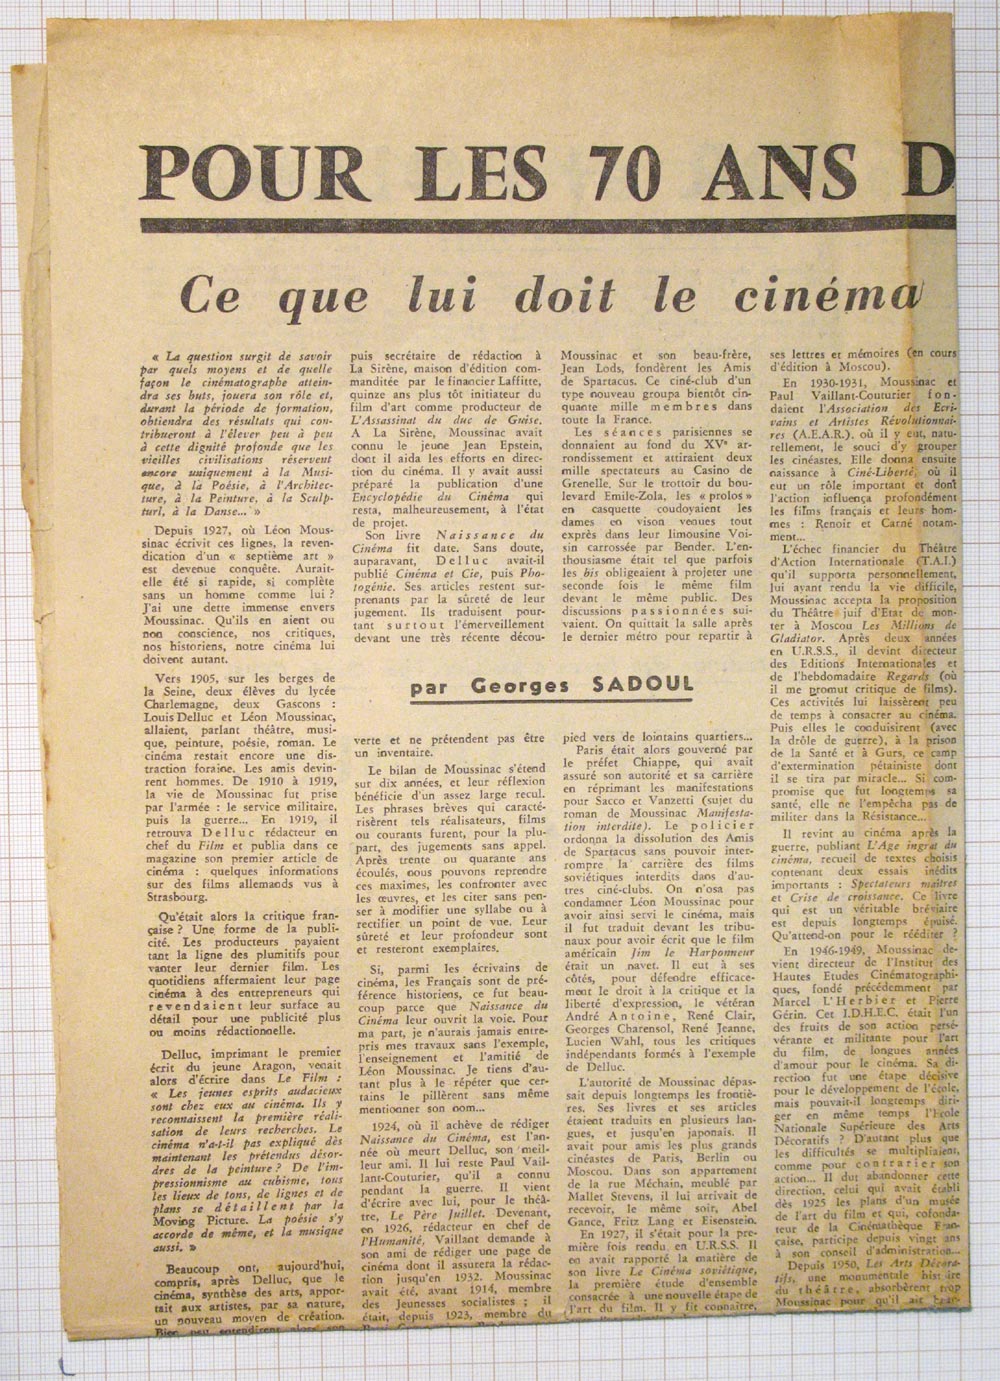 POUR LES 70 ANS D
Ce que lui doit le cinéma
« La question surgit de savoir
par quels moyens et de quelle
façon le cinématographe attein-
dra ses buts, jouera son rôle et,
durant la période de formation,
obtiendra des résultats qui con-
tribueront à l'élever peu à peu
à cette dignité profonde que les
vieilles civilisations réservent
encore uniquement à la Musi-
que, à la Poésie, à l'Architec-
ture, à la Peinture, à la Sculp-
turl, à la Danse... »
Depuis 1927, où Léon Mous-
sinac écrivit ces lignes, la reven-
dication d'un « septième art »
est devenue conquête. Aurait-
elle été si rapide, si complète
sans un homme comme lui ?
J'ai une dette immense envers
Moussinac. Qu'ils en aient ou
non conscience, nos critiques,
nos historiens, notre cinéma lui
doivent autant.
Vers 1905, sur les berges de
la Seine, deux élèves du lycée
Charlemagne, deux Gascons :
Louis Delluc et Léon Moussinac,
allaient, parlant théâtre, musi-
que, peinture, poésie, roman. Le
cinéma restait encore une dis-
traction foraine. Les amis devin-
rent hommes. De 1910 à 1919,
la vie de Moussinac fut prise
par l'armée : le service militaire,
puis la guerre... En 1919, il
retrouva Delluc rédacteur en
chef du Film et publia dans ce
magazine son premier article de
cinéma : quelques informations
sur des films allemands vus à
Strasbourg.
Qu'était alors la critique fran-
çaise ? Une forme de la publi-
cité. Les producteurs payaient
tant la ligne des plumitifs pour
vanter leur dernier film. Les
quotidiens affermaient leur page
cinéma à des entrepreneurs qui
revendaient leur surface au
détail pour une publicité plus
ou moins rédactionnelle.
Delluc, imprimant le premier
écrit du jeune Aragon, venait
alors d'écrire dans Le Film :
« Les jeunes esprits audacieux
sont chez eux au cinéma. Ils y
reconnaissent la première réali-
sation de leurs recherches. Le
cinéma n'a-t-il pas expliqué dès
maintenant les prétendus désor-
dres de la peinture ? De l'im-
pressionnisme au cubisme, tous
les lieux de tons, de lignes et de
plans se détaillent par la
Moving Picture. La poésie s'y
accorde de même, et la musique
aussi. »
Beaucoup ont, aujourd'hui,
compris, après Delluc, que le
cinéma, synthèse des arts, appor-
tait aux artistes, par sa nature,
un nouveau moyen de création.
puis secrétaire de rédaction à
La Sirène, maison d'édition com-
manditée par le financier Laffitte,
quinze ans plus tôt initiateur du
film d'art comme producteur de
L'Assassinat du duc de Guise.
A La Sirène, Moussinac avait
connu le jeune Jean Epstein,
dont il aida les efforts en direc-
tion du cinéma. Il y avait aussi
préparé la publication d'une
Encyclopédie du Cinéma qui
resta, malheureusement, à l'état
de projet.
Son livre Naissance du
Cinéma fit date. Sans doute,
auparavant, Delluc avait-il
publié Cinéma et Cie, puis Pho-
togénie. Ses articles restent sur-
prenants par la sûreté de leur
jugement. Ils traduisent pour-
tant surtout l'émerveillement
devant une très récente décou-
Moussinac et son beau-frère,
Jean Lods, fondèrent les Amis
de Spartacus. Ce ciné-club d'un
type nouveau groupa bientôt cin-
quante mille membres dans
toute la France.
Les séances parisiennes se
donnaient au fond du XVe ar-
rondissement et attiraient deux
mille spectateurs au Casino de
Grenelle. Sur le trottoir du bou-
levard Emile-Zola, les « prolos »
en casquette coudoyaient les
dames en vison venues tout
exprès dans leur limousine Voi-
sin carrossée par Bender. L'en-
thousiasme était tel que parfois
les bis obligeaient à projeter une
seconde fois le même film
devant le même public. Des
discussions passionnées sui-
vaient. On quittait la salle après
le dernier métro pour repartir à
par Georges SADOUL
verte et ne prétendent pas être
un inventaire.
Le bilan de Moussinac s'étend
sur dix années, et leur réflexion
bénéficie d'un assez large recul.
Les phrases brèves qui caracté-
risèrent tels réalisateurs, films
ou courants furent, pour la plu-
part, des jugements sans appel.
Après trente ou quarante ans
écoulés, nous pouvons reprendre
ces maximes, les confronter avec
les œuvres, et les citer sans pen-
ser à modifier une syllabe ou à
rectifier un point de vue. Leur
sûreté et leur profondeur sont
et resteront exemplaires.
Si, parmi les écrivains de
cinéma, les Français sont de pré-
férence historiens, ce fut beau-
coup parce que Naissance du
Cinéma leur ouvrit la voie. Pour
ma part, je n'aurais jamais entre-
pris mes travaux sans l'exemple,
l'enseignement et l'amitié de
Léon Moussinac. Je tiens d'au-
tant plus à le répéter que cer-
tains le pillèrent sans même
mentionner son nom...
1924, où il achève de rédiger
Naissance du Cinéma, est l'an-
née où meurt Delluc, son meil-
leur ami. Il lui reste Paul Vail-
lant-Couturier, qu'il a connu
pendant la guerre. Il vient
d'écrire avec lui, pour le théâ-
tre, Le Père Juillet. Devenant,
en 1926, rédacteur en chef de
l'Humanité, Vaillant demande à
son ami de rédiger une page de
cinéma dont il assurera la rédac-
tion jusqu'en 1932. Moussinac
avait été, avant 1914, membre
des Jeunesses socialistes ; il
était, depuis 1923, membre du
pied vers de lointains quartiers...
Paris était alors gouverné par
le préfet Chiappe, qui avait
assuré son autorité et sa carrière
en réprimant les manifestations
pour Sacco et Vanzetti (sujet du
roman de Moussinac Manifesta-
tion interdite). Le policier
ordonna la dissolution des Amis
de Spartacus sans pouvoir inter-
rompre la carrière des films
soviétiques interdits dans d'au-
tres ciné-clubs. On n'osa pas
condamner Léon Moussinac pour
avoir ainsi servi le cinéma, mais
il fut traduit devant les tribu-
naux pour avoir écrit que le film
américain Jim le Harponneur
était un navet. Il eut à ses
côtés, pour défendre efficace-
ment le droit à la critique et la
liberté d'expression, le vétéran
André Antoine, René Clair,
Georges Charensol, René Jeanne,
Lucien Wahl, tous les critiques
indépendants formés à l'exemple
de Delluc.
L'autorité de Moussinac dépas-
sait depuis longtemps les frontiè-
res. Ses livres et ses articles
étaient traduits en plusieurs lan-
gues, et jusqu'en japonais. Il
avait pour amis les plus grands
cinéastes de Paris, Berlin ou
Moscou. Dans son appartement
de la rue Méchain, meublé par
Mallet Stevens, il lui arrivait de
recevoir, le même soir, Abel
Gance, Fritz Lang et Eisenstein.
En 1927, il s'était pour la pre-
mière fois rendu en U.R.S.S. Il
en avait rapporté la matière de
son livre Le Cinéma soviétique,
la première étude d'ensemble
consacrée à une nouvelle étape de
l'art du film. Il y fit connaître,
ses lettres et mémoires (en cours
d'édition à Moscou).
En 1930-1931, Moussinac et
Paul Vaillant-Couturier fon-
daient l'Association des Ecri-
vains et Artistes Révolutionnai-
res (A.E.A.R.), où il y eut, natu-
rellement, le souci d'y grouper
les cinéastes. Elle donna ensuite
naissance à Ciné-Liberté, où il
eut un rôle important et dont
l'action influença profondément
les films français et leurs hom-
mes : Renoir et Carné notam-
ment...
L'échec financier du Théâtre
d'Action Internationale (T.A.I.)
qu'il supporta personnellement,
lui ayant rendu la vie difficile,
Moussinac accepta la proposition
du Théâtre juif d'Etat de mon-
ter à Moscou Les Millions de
Gladiator. Après deux années
en U.R.S.S., il devint directeur
des Editions Internationales et
de l'hebdomadaire Regards (où
il me promut critique de films).
Ces activités lui laissèrent peu
de temps à consacrer au cinéma.
Puis elles le conduisirent (avec
la drôle de guerre), à la prison
de la Santé et à Gurs, ce camp
d'extermination pétainiste dont
il se tira par miracle... Si com-
promise que fut longtemps sa
santé, elle ne l'empêcha pas de
militer dans la Résistance...
Il revint au cinéma après la
guerre, publiant L'Age ingrat du
cinéma, recueil de textes choisis
contenant deux essais inédits
importants : Spectateurs maîtres
et Crise de croissance. Ce livre
qui est un véritable bréviaire
est depuis longtemps épuisé.
Qu'attend-on pour le rééditer ?
En 1946-1949, Moussinac de-
vient directeur de l'Institut des
Hautes Etudes Cinématographi-
ques, fondé précédemment par
Marcel L'Herbier et Pierre
Gérin. Cet I.D.H.E.C. était l'un
des fruits de son action persé-
vérante et militante pour l'art
du film, de longues années
d'amour pour le cinéma. Sa di-
rection fut une étape décisive
pour le développement de l'école,
mais pouvait-il longtemps diri-
ger en même temps l'Ecole
Nationale Supérieure des Arts
Décoratifs ? D'autant plus que
les difficultés se multipliaient,
comme pour contrarier son
action... Il dut abandonner cette
direction, celui qui avait établi
dès 1925 les plans d'un musée
de l'art du film et qui, cofonda-
teur de la Cinémathèque Fran-
çaise, participe depuis vingt ans
à son conseil d'administration...
Depuis 1950, Les Arts Décora-
tifs, une monumentale histoire
du théâtre, absorbèrent trop
Moussinac pour qu'il ait